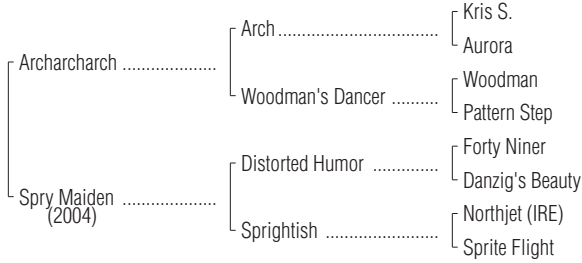 Kris S.
Arch ....................................
Aurora
Archarcharch .....................
Woodman
Woodman's Dancer ..........
Pattern Step
Forty Niner
Distorted Humor ..............
Danzig's Beauty
Spry Maiden .....................
(2004)
Northjet (IRE)
Sprightish .........................
Sprite Flight